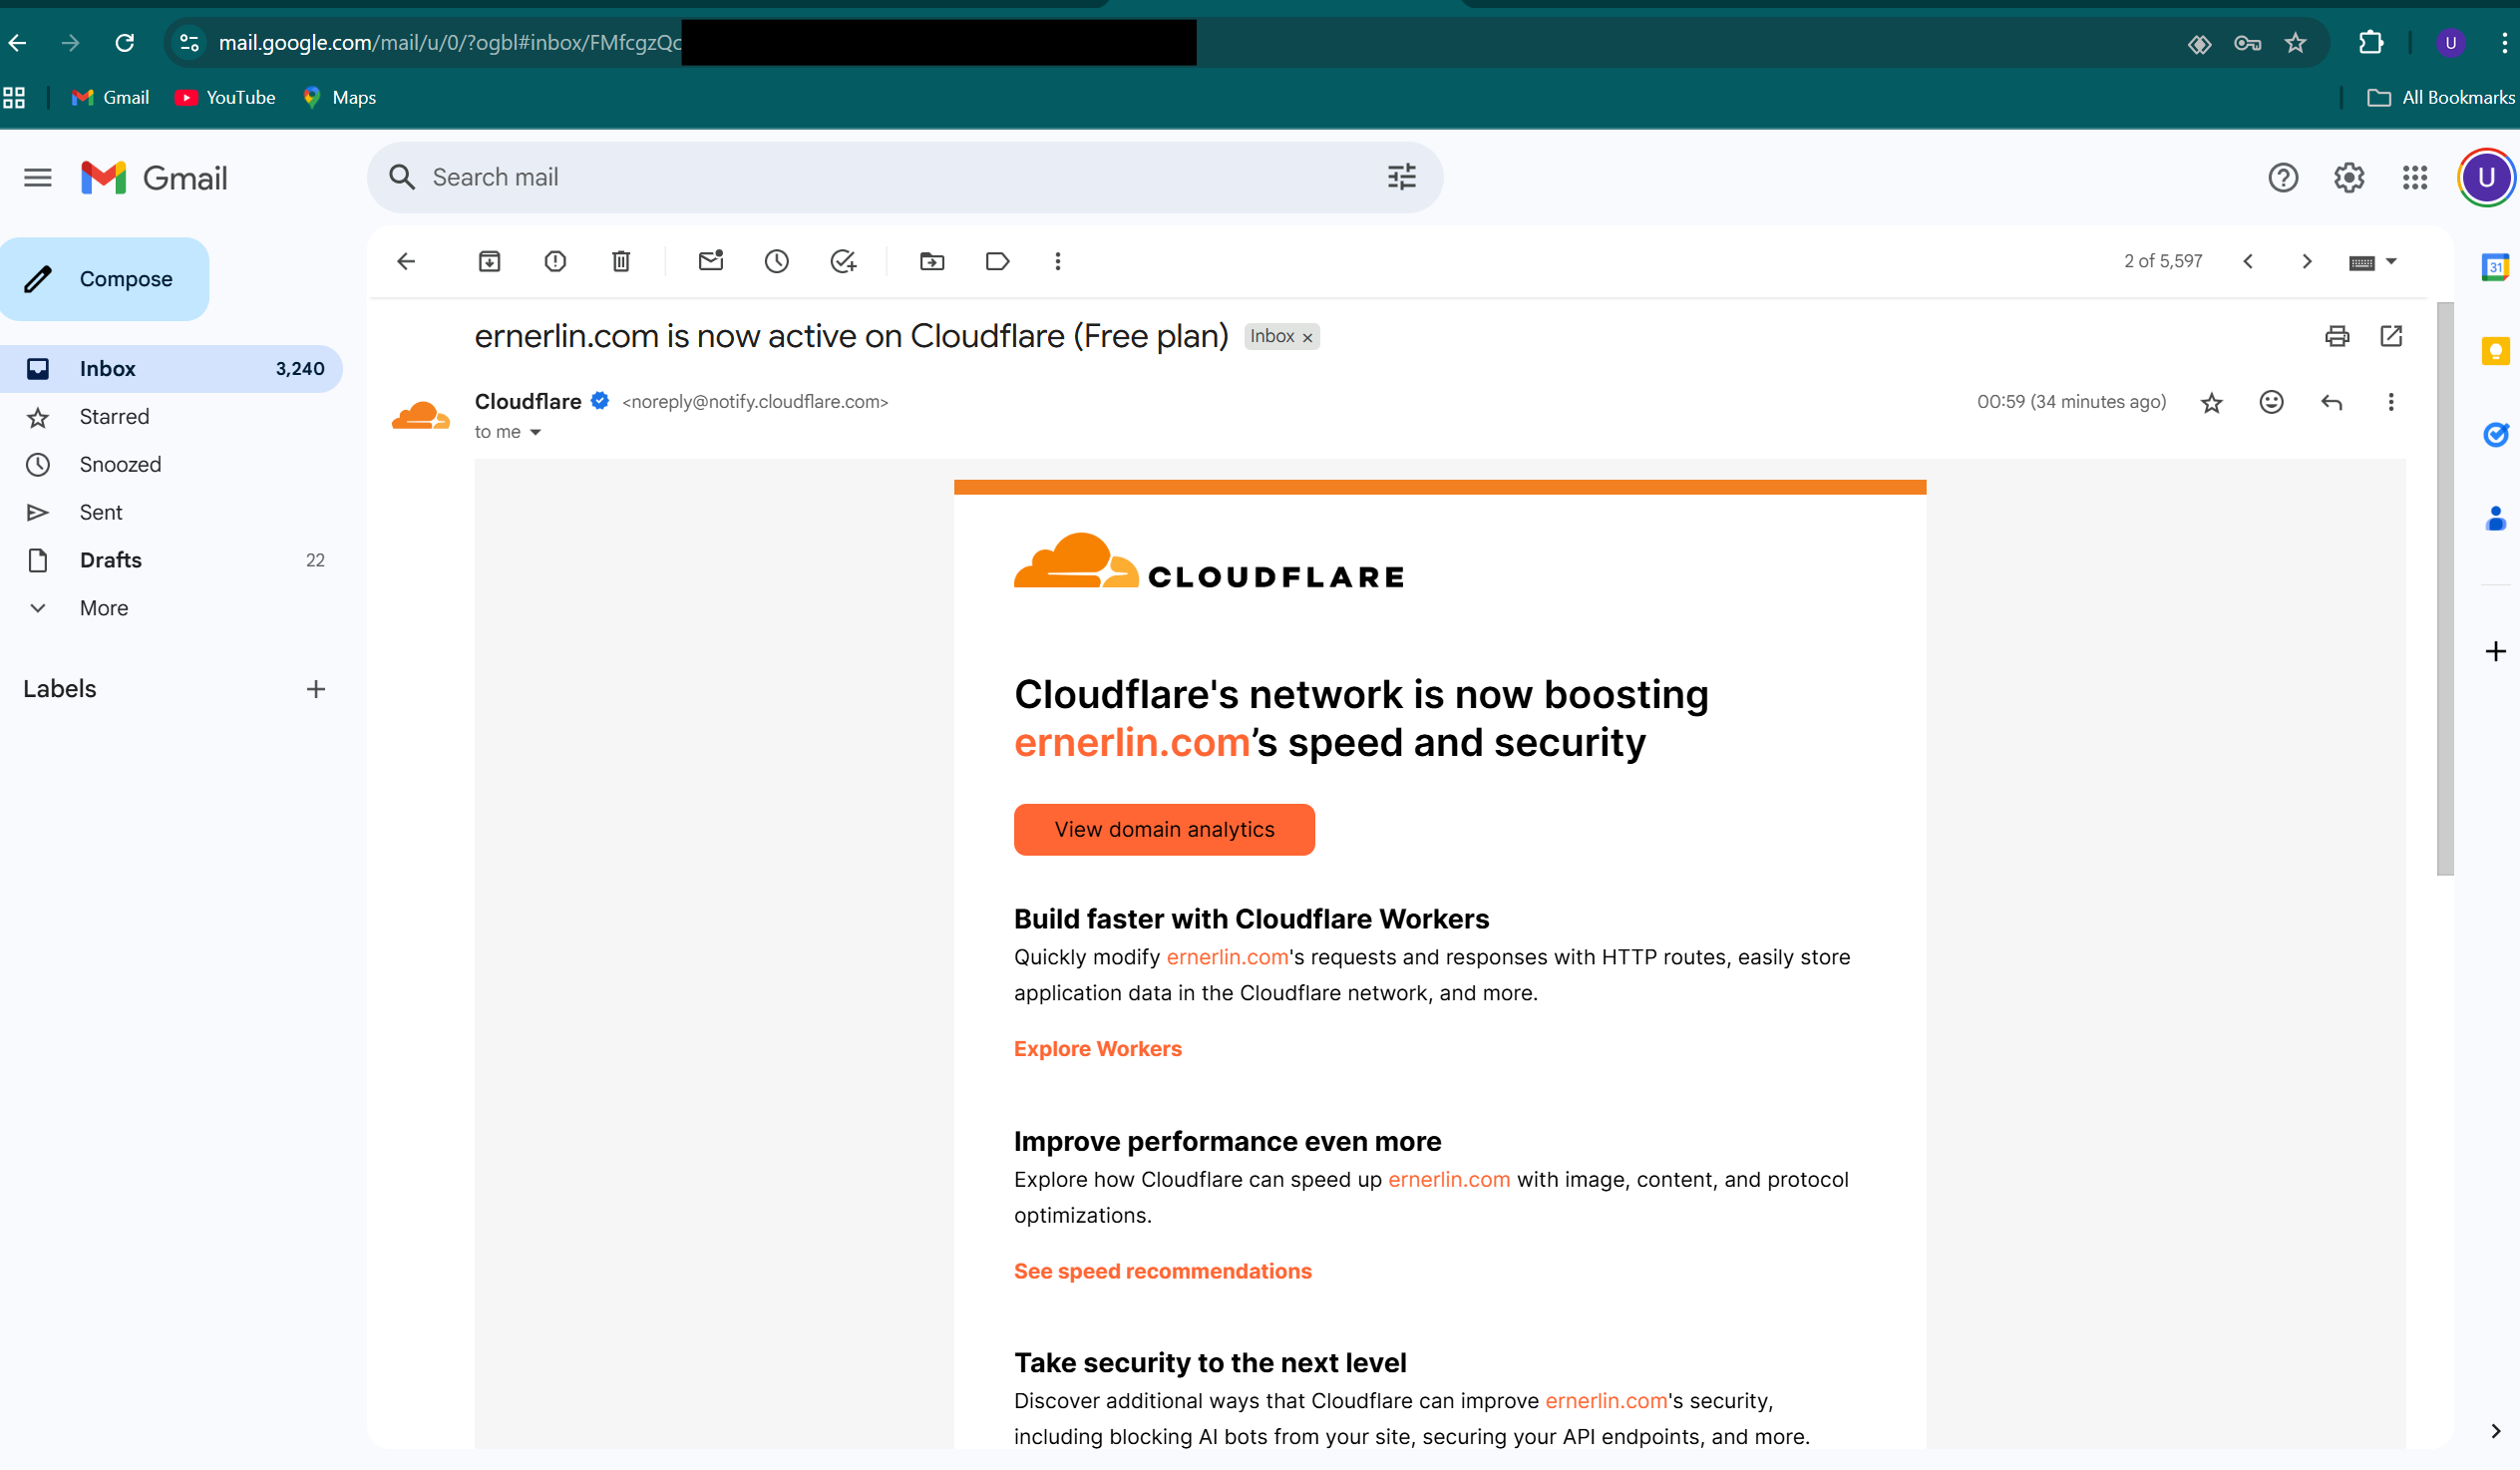 mail.google.com/mail/u/0/?ogbl#inbox/FMfcgzQc
U
Gmail
YouTube
Maps
All Bookmarks
Gmail
Search mail
U
Compose
2 of 5,597
31
Inbox 3,240
Starred
Snoozed
Sent
Drafts 22
More
Labels
ernerlin.com is now active on Cloudflare (Free plan) Inbox ×
Cloudflare <noreply@notify.cloudflare.com> 00:59 (34 minutes ago)
to me
CLOUDFLARE
Cloudflare's network is now boosting
ernerlin.com’s speed and security
View domain analytics
Build faster with Cloudflare Workers
Quickly modify ernerlin.com's requests and responses with HTTP routes, easily store
application data in the Cloudflare network, and more.
Explore Workers
Improve performance even more
Explore how Cloudflare can speed up ernerlin.com with image, content, and protocol
optimizations.
See speed recommendations
Take security to the next level
Discover additional ways that Cloudflare can improve ernerlin.com's security,
including blocking AI bots from your site, securing your API endpoints, and more.